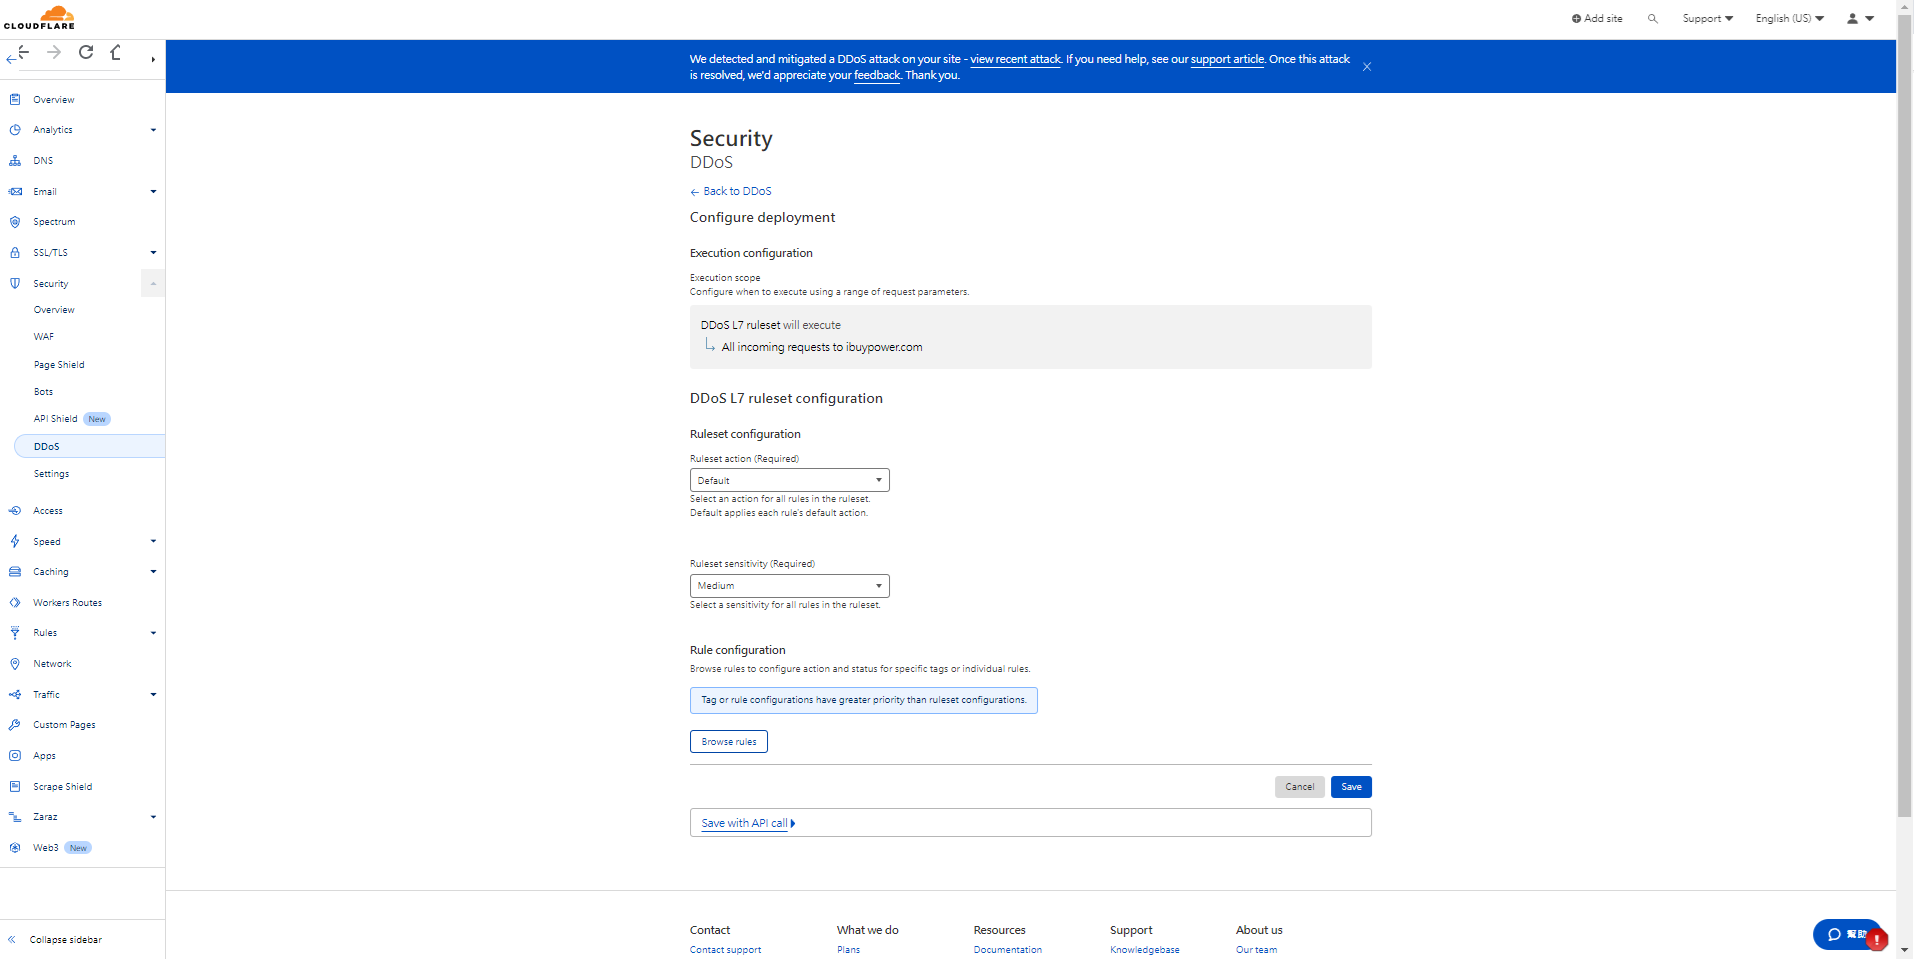 CLOUDFLARE
Add site
Support
English (US)
We detected and mitigated a DDoS attack on your site - view recent attack. If you need help, see our support article. Once this attack
is resolved, we'd appreciate your feedback. Thank you.
Overview
Analytics
DNS
Email
Spectrum
SSL/TLS
Security
Overview
WAF
Page Shield
Bots
API Shield New
DDoS
Settings
Access
Speed
Caching
Workers Routes
Rules
Network
Traffic
Custom Pages
Apps
Scrape Shield
Zaraz
Web3 New
Collapse sidebar
Security
DDoS
← Back to DDoS
Configure deployment
Execution configuration
Execution scope
Configure when to execute using a range of request parameters.
DDoS L7 ruleset will execute
All incoming requests to ibuypower.com
DDoS L7 ruleset configuration
Ruleset configuration
Ruleset action (Required)
Default
Select an action for all rules in the ruleset.
Default applies each rule's default action.
Ruleset sensitivity (Required)
Medium
Select a sensitivity for all rules in the ruleset.
Rule configuration
Browse rules to configure action and status for specific tags or individual rules.
Tag or rule configurations have greater priority than ruleset configurations.
Browse rules
Cancel
Save
Save with API call
Contact
What we do
Resources
Support
About us
Contact support
Plans
Documentation
Knowledgebase
Our team
幫助